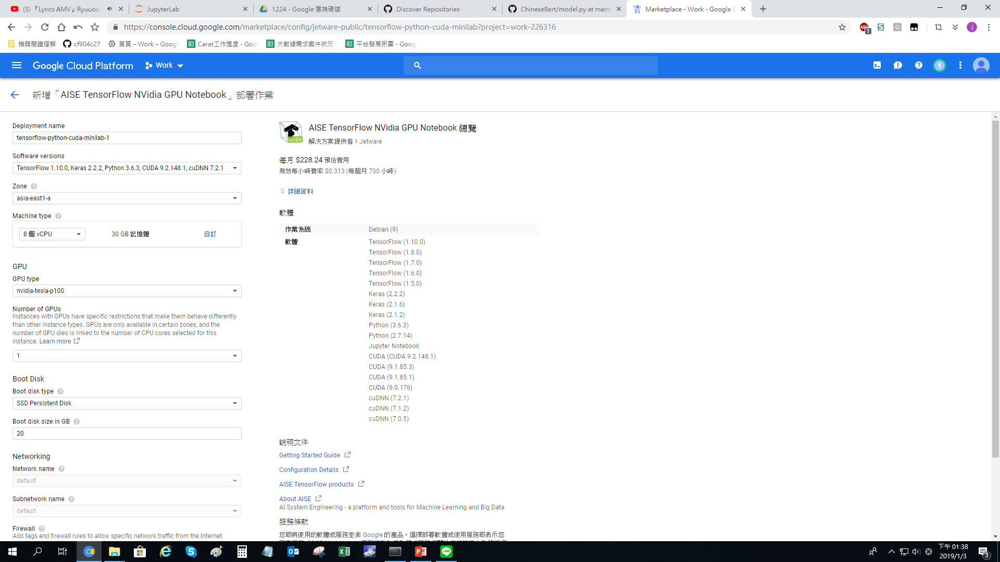 (3)『Lyrics AMV』Ryuuou
JupyterLab
1224 - Google 雲端硬碟
Discover Repositories
ChineseBert/model.py at maste
Marketplace - Work - Google C
https://console.cloud.google.com/marketplace/config/jetware-public/tensorflow-python-cuda-minilab?project=work-226316
ABP
1
S
G
j
機器閱讀理解
cf904c27
首頁 – Work – Googl
Carat工作進度 - Goo
大數據需求案件狀況 -
平台發展揪團 - Goog
Google Cloud Platform
Work
1
新增「AISE TensorFlow NVidia GPU Notebook」部署作業
Deployment name
tensorflow-python-cuda-minilab-1
Software versions
TensorFlow 1.10.0, Keras 2.2.2, Python 3.6.3, CUDA 9.2.148.1, cuDNN 7.2.1
Zone
asia-east1-a
Machine type
8 個 vCPU
30 GB 記憶體
自訂
GPU
GPU type
nvidia-tesla-p100
Number of GPUs
Instances with GPUs have specific restrictions that make them behave differently
than other instance types. GPUs are only available in certain zones, and the
number of GPU dies is linked to the number of CPU cores selected for this
instance. Learn more
1
Boot Disk
Boot disk type
SSD Persistent Disk
Boot disk size in GB
20
Networking
Network name
default
Subnetwork name
default
Firewall
Add tags and firewall rules to allow specific network traffic from the Internet
CUDA
AISE TensorFlow NVidia GPU Notebook 總覽
解決方案提供者：Jetware
每月 $228.24 預估費用
有效每小時費率 $0.313 (每個月 730 小時)
詳細資料
軟體
作業系統
Debian (9)
軟體
TensorFlow (1.10.0)
TensorFlow (1.8.0)
TensorFlow (1.7.0)
TensorFlow (1.6.0)
TensorFlow (1.5.0)
Keras (2.2.2)
Keras (2.1.6)
Keras (2.1.2)
Python (3.6.3)
Python (2.7.14)
Jupyter Notebook
CUDA (CUDA 9.2.148.1)
CUDA (9.1.85.3)
CUDA (9.1.85.1)
CUDA (9.0.176)
cuDNN (7.2.1)
cuDNN (7.1.2)
cuDNN (7.0.5)
說明文件
Getting Started Guide
Configuration Details
AISE TensorFlow products
About AISE
AI System Engineering - a platform and tools for Machine Learning and Big Data
服務條款
您即將使用的軟體或服務並非 Google 的產品。選擇部署軟體或使用服務即表示您
下午 01:38
2019/1/3
3